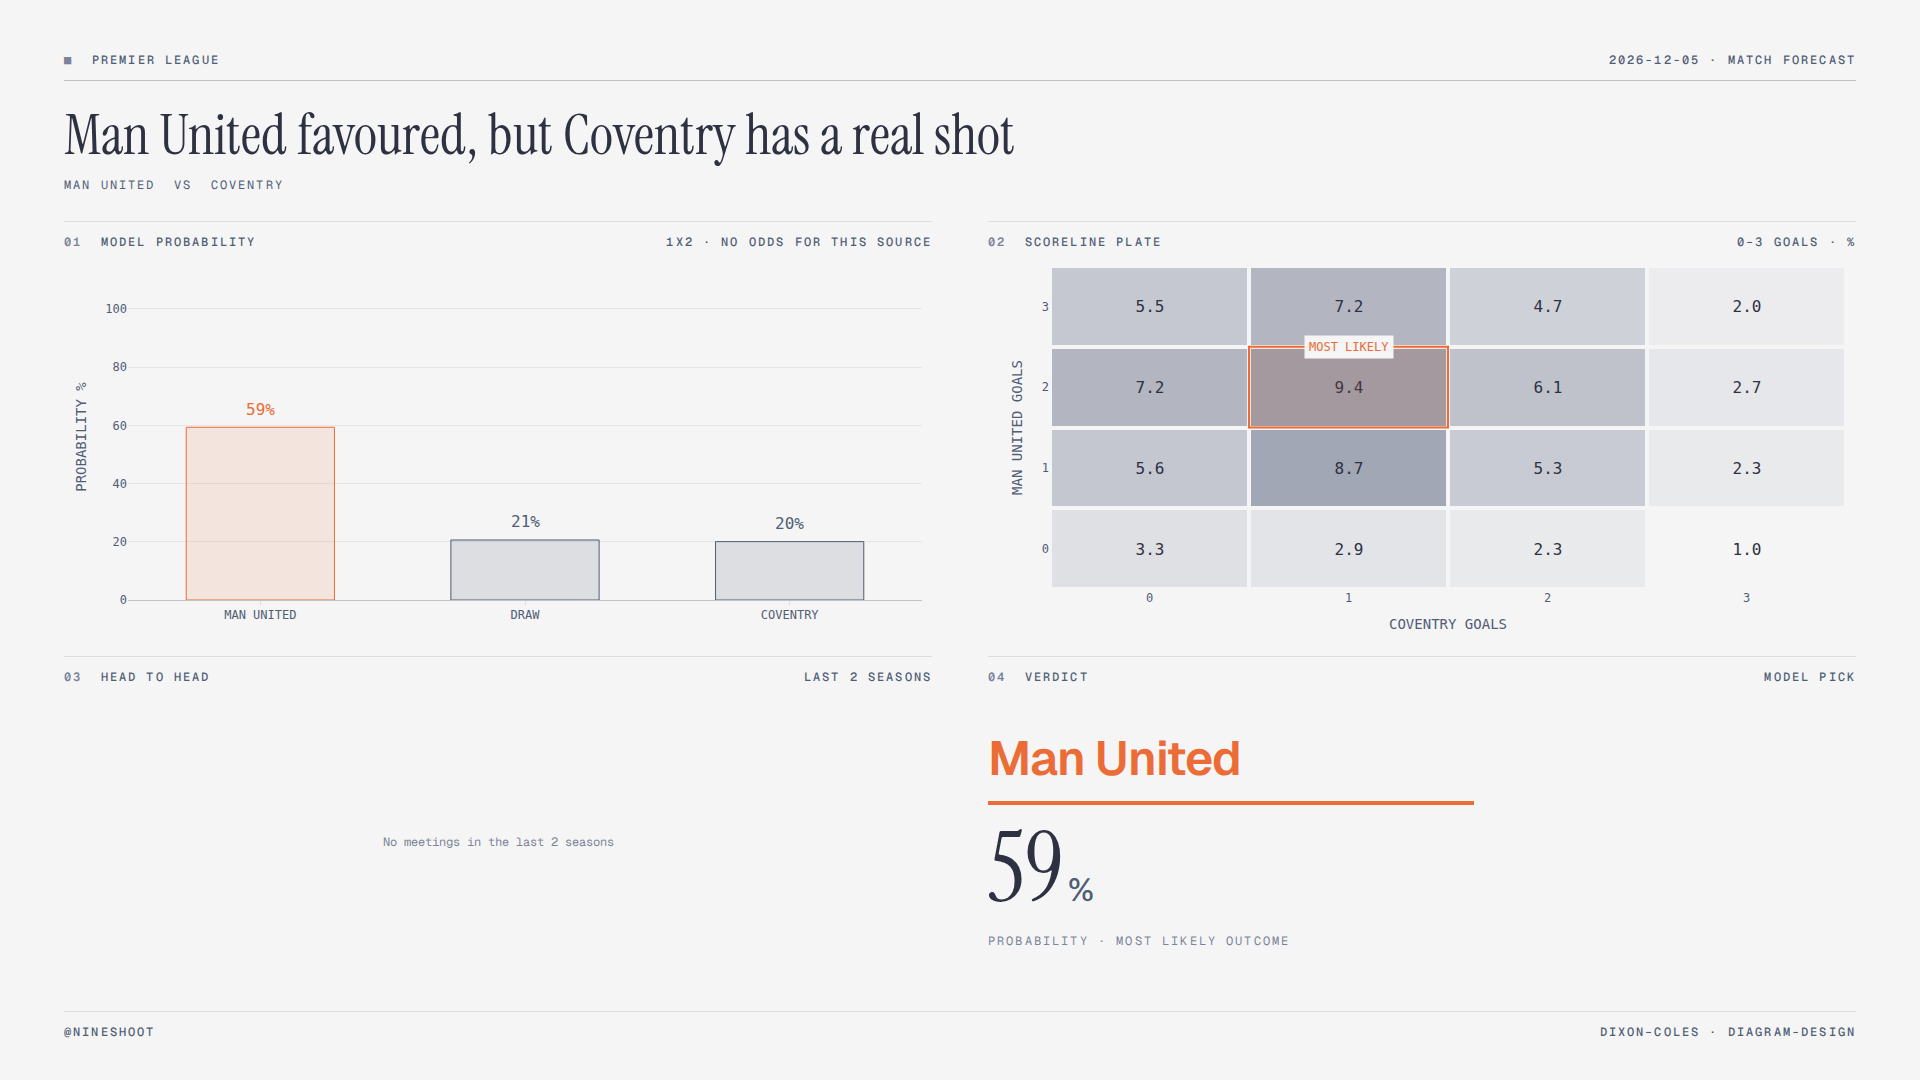 ■ PREMIER LEAGUE
2026-12-05 · MATCH FORECAST
Man United favoured, but Coventry has a real shot
MAN UNITED VS COVENTRY
01 MODEL PROBABILITY
1X2 · NO ODDS FOR THIS SOURCE
PROBABILITY %
100
80
60
40
20
0
59%
21%
20%
MAN UNITED
DRAW
COVENTRY
02 SCORELINE PLATE
0–3 GOALS · %
MAN UNITED GOALS
3 5.5 7.2 4.7 2.0
MOST LIKELY
2 7.2 9.4 6.1 2.7
1 5.6 8.7 5.3 2.3
0 3.3 2.9 2.3 1.0
0 1 2 3
COVENTRY GOALS
03 HEAD TO HEAD
LAST 2 SEASONS
No meetings in the last 2 seasons
04 VERDICT
MODEL PICK
Man United
59 %
PROBABILITY · MOST LIKELY OUTCOME
@NINESHOOT
DIXON–COLES · DIAGRAM-DESIGN